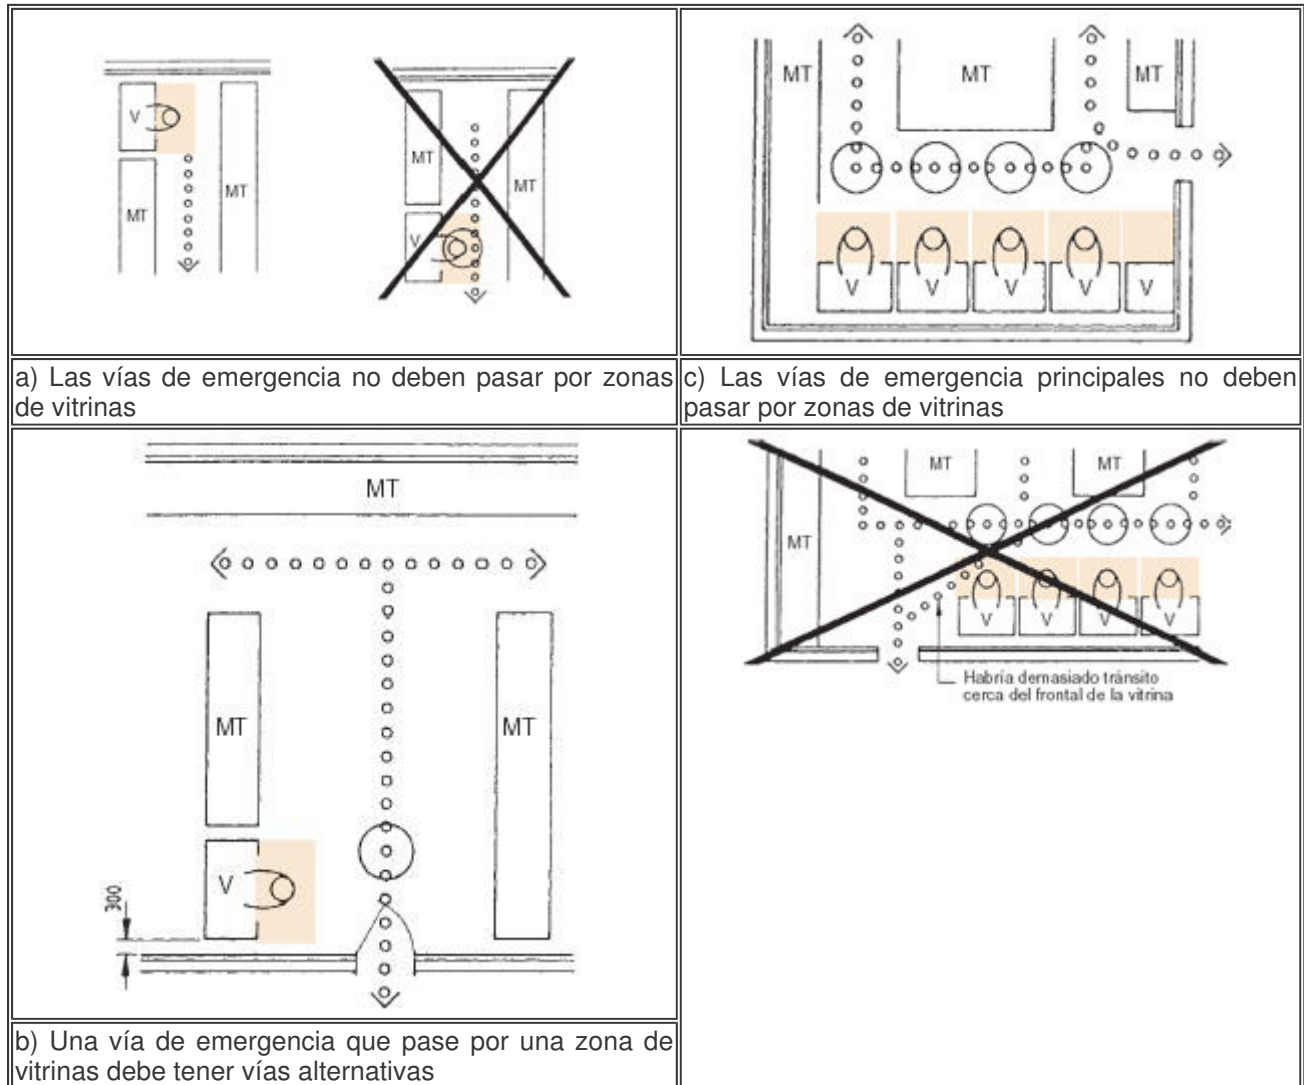 V
MT
MT
MT
V
MT
MT
MT
MT
V
V
V
V
V
a) Las vías de emergencia no deben pasar por zonas
de vitrinas
c) Las vías de emergencia principales no deben
pasar por zonas de vitrinas
MT
MT
MT
V
300
b) Una vía de emergencia que pase por una zona de
vitrinas debe tener vías alternativas
MT
MT
MT
V
V
V
V
Habría demasiado tránsito
cerca del frontal de la vitrina